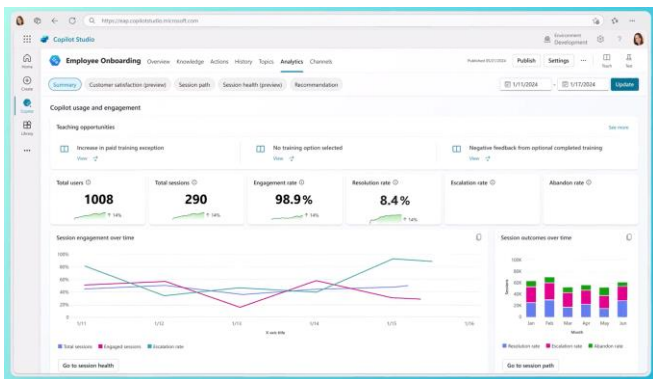 https://eap.copilotstudio.microsoft.com
Copilot Studio
Environment
Development
Home
Create
Copilots
Library
Employee Onboarding
Overview Knowledge Actions History Topics Analytics Channels
Publish Settings ...
Teach Test
Summary Customer satisfaction (preview) Session path Session health (preview) Recommendation
1/11/2024 - 1/17/2024 Update
Copilot usage and engagement
Teaching opportunities
See more
Increase in paid training exception
View
No training option selected
View
Negative feedback from optional completed training
View
Total users
1008
14%
Total sessions
290
14%
Engagement rate
98.9%
14%
Resolution rate
8.4%
14%
Escalation rate
Abandon rate
Session engagement over time
100%
80%
60%
40%
20%
0
1/11 1/12 1/13 1/14 1/15 1/16
X axis title
Total sessions Engaged sessions Escalation rate
Go to session health
Session outcomes over time
Sessions
Jan Feb Mar Apr May Jun
Month
Resolution rate Escalation rate Abandon rate
Go to session path